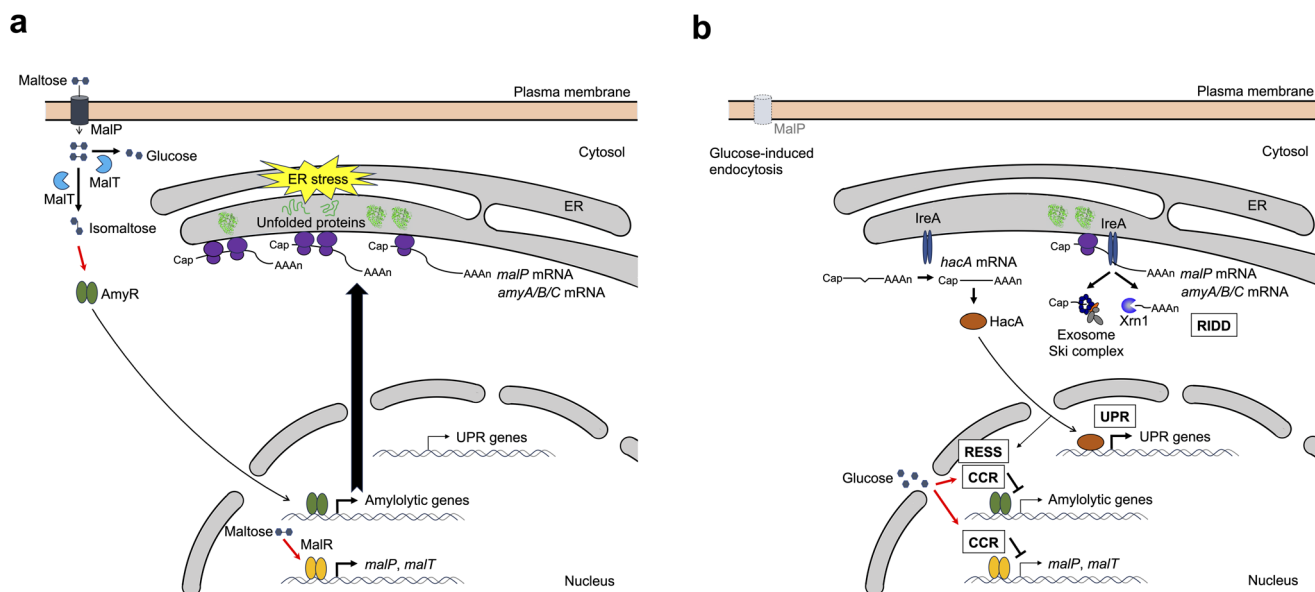 a
Maltose
Plasma membrane
MalP
Glucose
Cytosol
MalT
MalT
ER stress
ER
Isomaltose
Unfolded proteins
Cap
Cap
Cap
AAAn
AAAn
AAAn
malP mRNA
amyA/B/C mRNA
AmyR
UPR genes
Amylolytic genes
Maltose
MalR
malP, malT
Nucleus
b
Plasma membrane
MalP
Glucose-induced
endocytosis
Cytosol
ER
IreA
IreA
hacA mRNA
Cap
Cap
AAAn
Cap
AAAn
AAAn
malP mRNA
amyA/B/C mRNA
HacA
Cap
AAAn
Xrn1
Exosome
Ski complex
RIDD
UPR
UPR genes
RESS
Glucose
CCR
Amylolytic genes
CCR
malP, malT
Nucleus